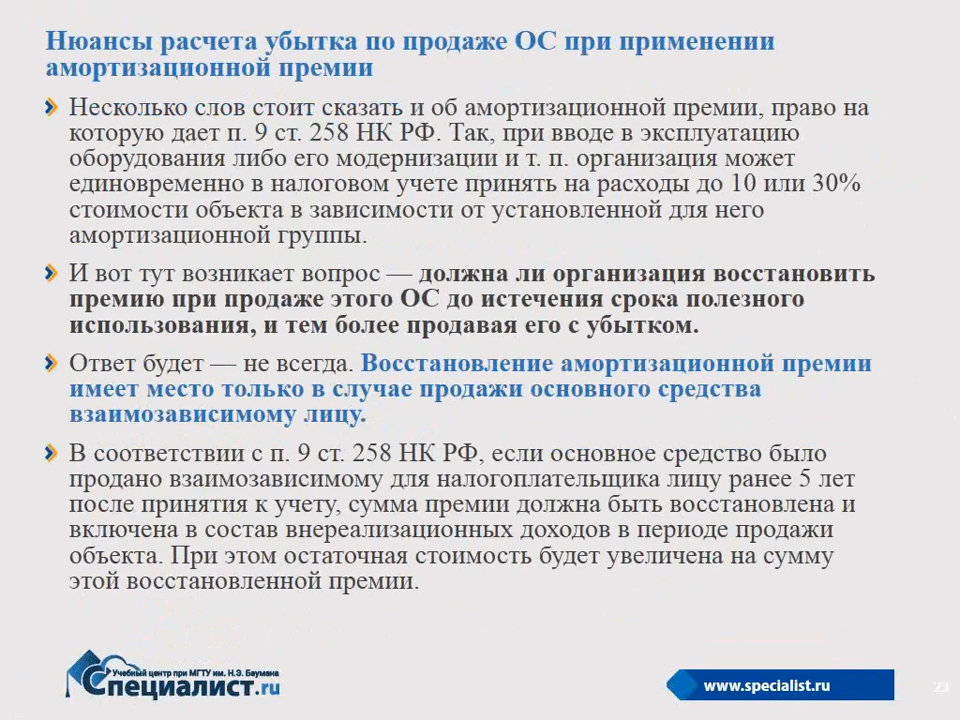 Нюансы расчета убытка по продаже ОС при применении
амортизационной премии
Несколько слов стоит сказать и об амортизационной премии, право на
которую дает п. 9 ст. 258 НК РФ. Так, при вводе в эксплуатацию
оборудования либо его модернизации и т. п. организация может
единовременно в налоговом учете принять на расходы до 10 или 30%
стоимости объекта в зависимости от установленной для него
амортизационной группы.
И вот тут возникает вопрос — должна ли организация восстановить
премию при продаже этого ОС до истечения срока полезного
использования, и тем более продавая его с убытком.
Ответ будет — не всегда. Восстановление амортизационной премии
имеет место только в случае продажи основного средства
взаимозависимому лицу.
В соответствии с п. 9 ст. 258 НК РФ, если основное средство было
продано взаимозависимому для налогоплательщика лицу ранее 5 лет
после принятия к учету, сумма премии должна быть восстановлена и
включена в состав внереализационных доходов в периоде продажи
объекта. При этом остаточная стоимость будет увеличена на сумму
этой восстановленной премии.
Учебный центр при МГТУ им. Н.Э. Баумана
Специалист.ru
www.specialist.ru
23